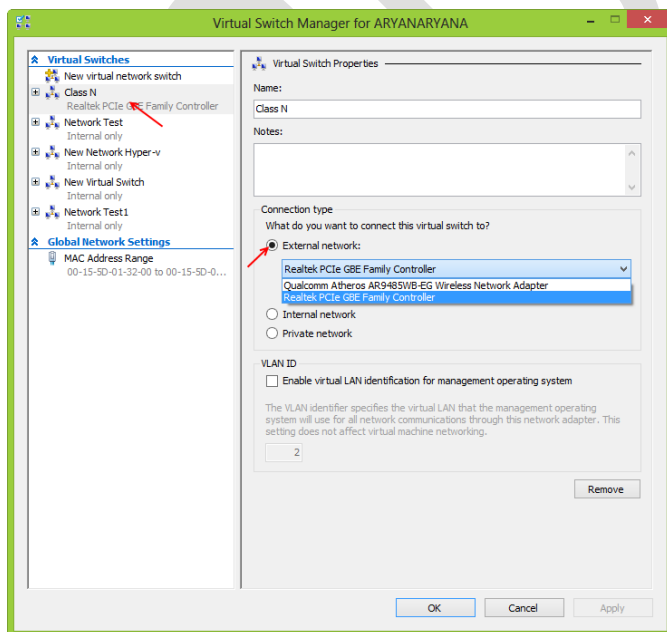 Virtual Switch Manager for ARYANARYANA
Virtual Switches
New virtual network switch
Class N
Realtek PCIe GBE Family Controller
Network Test
Internal only
New Network Hyper-v
Internal only
New Virtual Switch
Internal only
Network Test1
Internal only
Global Network Settings
MAC Address Range
00-15-5D-01-32-00 to 00-15-5D-0...
Virtual Switch Properties
Name:
Class N
Notes:
Connection type
What do you want to connect this virtual switch to?
External network:
Realtek PCIe GBE Family Controller
Qualcomm Atheros AR9485WB-EG Wireless Network Adapter
Realtek PCIe GBE Family Controller
Internal network
Private network
VLAN ID
Enable virtual LAN identification for management operating system
The VLAN identifier specifies the virtual LAN that the management operating
system will use for all network communications through this network adapter. This
setting does not affect virtual machine networking.
2
Remove
OK
Cancel
Apply